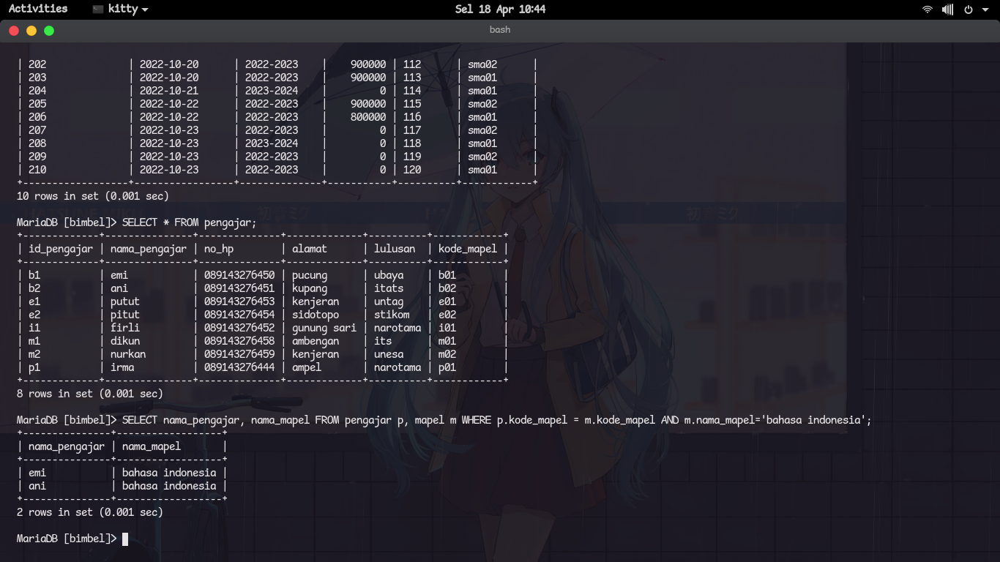 Activities kitty Sel 18 Apr 10:44
bash
| 202 | 2022-10-20 | 2022-2023 | 900000 | 112 | sma02 |
| 203 | 2022-10-20 | 2022-2023 | 900000 | 113 | sma01 |
| 204 | 2022-10-21 | 2023-2024 | 0 | 114 | sma01 |
| 205 | 2022-10-22 | 2022-2023 | 900000 | 115 | sma02 |
| 206 | 2022-10-22 | 2022-2023 | 800000 | 116 | sma01 |
| 207 | 2022-10-23 | 2022-2023 | 0 | 117 | sma02 |
| 208 | 2022-10-23 | 2023-2024 | 0 | 118 | sma01 |
| 209 | 2022-10-23 | 2022-2023 | 0 | 119 | sma02 |
| 210 | 2022-10-23 | 2022-2023 | 0 | 120 | sma01 |
+------------------+-----------------+--------------+-----------+----------+------------+
10 rows in set (0.001 sec)
HATSUNE MIKU 初音ミク 初音ミク
MariaDB [bimbel]> SELECT * FROM pengajar;
+-------------+---------------+--------------+-------------+----------+------------+
| id_pengajar | nama_pengajar | no_hp | alamat | lulusan | kode_mapel |
+-------------+---------------+--------------+-------------+----------+------------+
| b1 | emi | 089143276450 | pucung | ubaya | b01 |
| b2 | ani | 089143276451 | kupang | itats | b02 |
| e1 | putut | 089143276453 | kenjeran | untag | e01 |
| e2 | pitut | 089143276454 | sidotopo | stikom | e02 |
| i1 | firli | 089143276452 | gunung sari | narotama | i01 |
| m1 | dikun | 089143276458 | ambengan | its | m01 |
| m2 | nurkan | 089143276459 | kenjeran | unesa | m02 |
| p1 | irma | 089143276444 | ampel | narotama | p01 |
+-------------+---------------+--------------+-------------+----------+------------+
8 rows in set (0.001 sec)
MariaDB [bimbel]> SELECT nama_pengajar, nama_mapel FROM pengajar p, mapel m WHERE p.kode_mapel = m.kode_mapel AND m.nama_mapel='bahasa indonesia';
+---------------+------------------+
| nama_pengajar | nama_mapel |
+---------------+------------------+
| emi | bahasa indonesia |
| ani | bahasa indonesia |
+---------------+------------------+
2 rows in set (0.001 sec)
MariaDB [bimbel]>